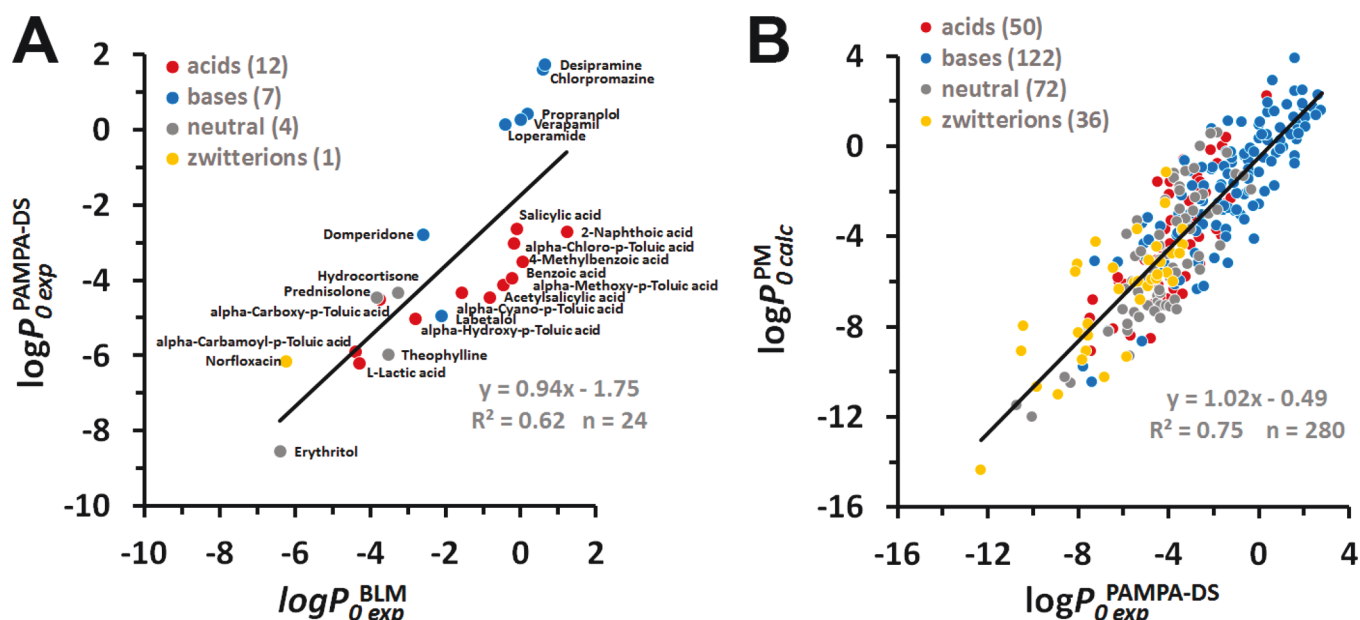 A
acids (12)
bases (7)
neutral (4)
zwitterions (1)
logP0 exp PAMPA-DS
2
0
-2
-4
-6
-8
-10
Desipramine
Chlorpromazine
Propranolol
Verapamil
Loperamide
Salicylic acid
Domperidone
2-Naphthoic acid
alpha-Chloro-p-Toluic acid
4-Methylbenzoic acid
Hydrocortisone
Benzoic acid
Prednisolone
alpha-Methoxy-p-Toluic acid
Acetylsalicylic acid
alpha-Carboxy-p-Toluic acid
alpha-Cyano-p-Toluic acid
Labetalol
alpha-Hydroxy-p-Toluic acid
alpha-Carbamoyl-p-Toluic acid
Theophylline
Norfloxacin
L-Lactic acid
y = 0.94x - 1.75
R² = 0.62 n = 24
Erythritol
-10 -8 -6 -4 -2 0 2
logP0 exp BLM
B
acids (50)
bases (122)
neutral (72)
zwitterions (36)
logP0 calc PM
4
0
-4
-8
-12
-16
y = 1.02x - 0.49
R² = 0.75 n = 280
-16 -12 -8 -4 0 4
logP0 exp PAMPA-DS